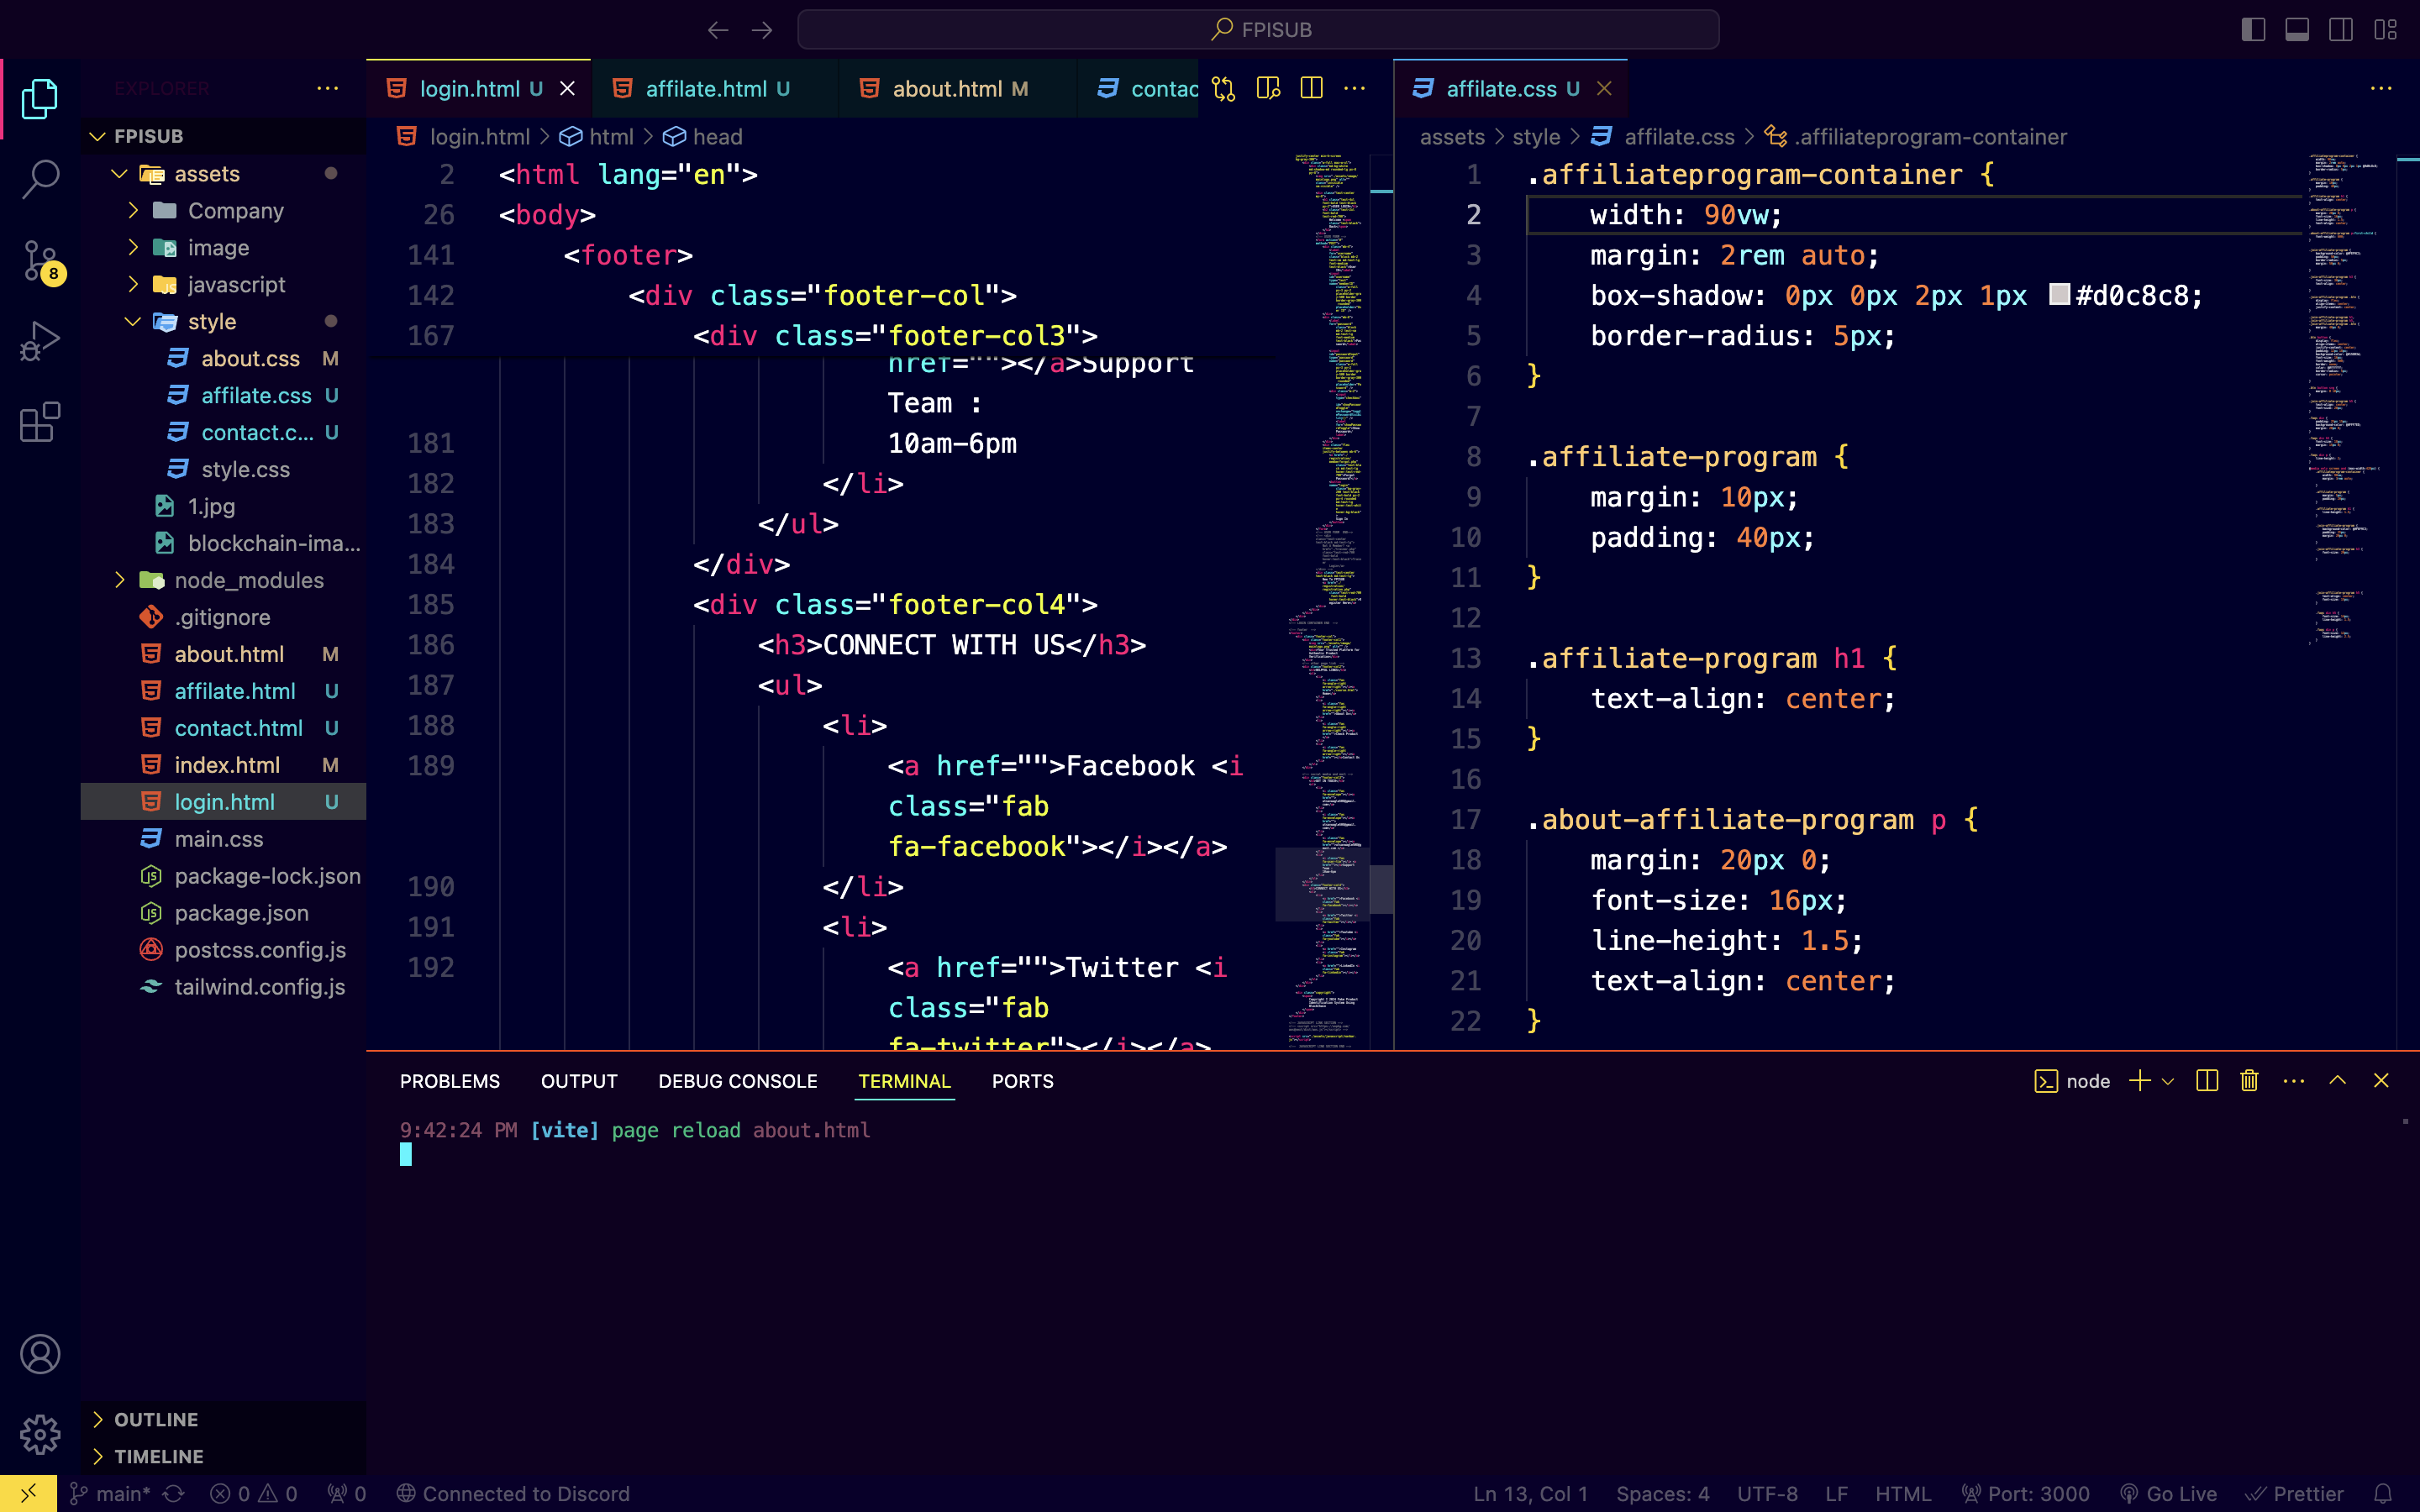 FPISUB
EXPLORER
FPISUB
assets
Company
image
javascript
style
about.css M
affilate.css U
contact.c... U
style.css
1.jpg
blockchain-ima...
node_modules
.gitignore
about.html M
affilate.html U
contact.html U
index.html M
login.html U
main.css
package-lock.json
package.json
postcss.config.js
tailwind.config.js
OUTLINE
TIMELINE
8
login.html U
affilate.html U
about.html M
contac
login.html > html > head
2 <html lang="en">
26 <body>
141 <footer>
142 <div class="footer-col">
167 <div class="footer-col3">
href=""></a>Support
Team :
181 10am-6pm
182 </li>
183 </ul>
184 </div>
185 <div class="footer-col4">
186 <h3>CONNECT WITH US</h3>
187 <ul>
188 <li>
189 <a href="">Facebook <i
class="fab
fa-facebook"></i></a>
190 </li>
191 <li>
192 <a href="">Twitter <i
class="fab
fa-twitter"></i></a>
affilate.css U
assets > style > affilate.css > .affiliateprogram-container
1 .affiliateprogram-container {
2 width: 90vw;
3 margin: 2rem auto;
4 box-shadow: 0px 0px 2px 1px #d0c8c8;
5 border-radius: 5px;
6 }
7
8 .affiliate-program {
9 margin: 10px;
10 padding: 40px;
11 }
12
13 .affiliate-program h1 {
14 text-align: center;
15 }
16
17 .about-affiliate-program p {
18 margin: 20px 0;
19 font-size: 16px;
20 line-height: 1.5;
21 text-align: center;
22 }
PROBLEMS OUTPUT DEBUG CONSOLE TERMINAL PORTS
node
9:42:24 PM [vite] page reload about.html
main* 0 0 0 Connected to Discord
Ln 13, Col 1 Spaces: 4 UTF-8 LF HTML Port: 3000 Go Live Prettier